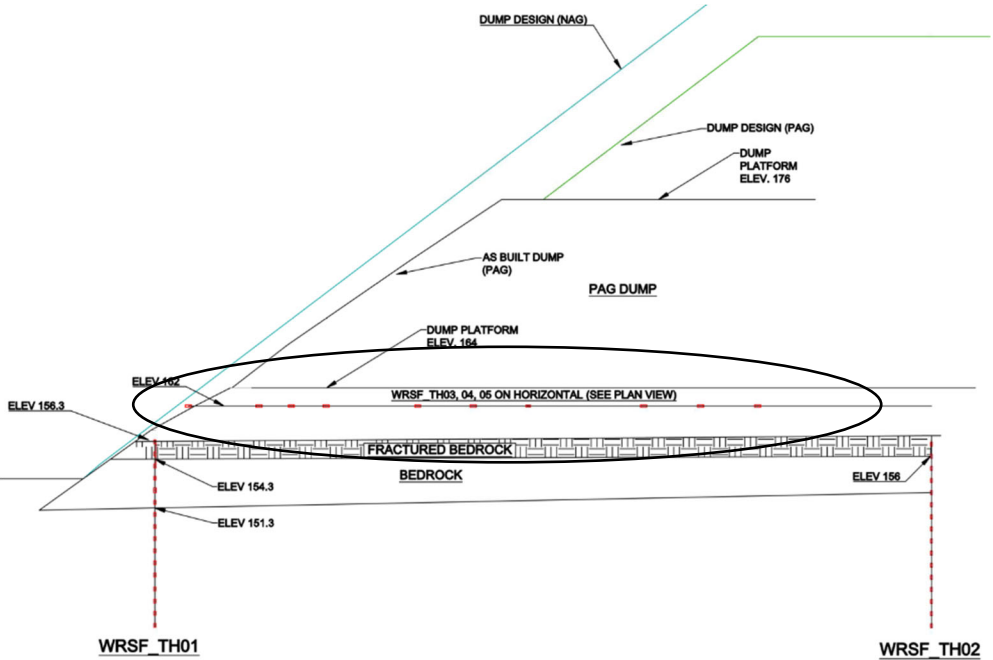 DUMP DESIGN (NAG)
DUMP DESIGN (PAG)
DUMP
PLATFORM
ELEV. 176
AS BUILT DUMP
(PAG)
PAG DUMP
DUMP PLATFORM
ELEV. 164
ELEV 162
WRSF_TH03, 04, 05 ON HORIZONTAL (SEE PLAN VIEW)
ELEV 156.3
FRACTURED BEDROCK
BEDROCK
ELEV 156
ELEV 154.3
ELEV 151.3
WRSF_TH01
WRSF_TH02